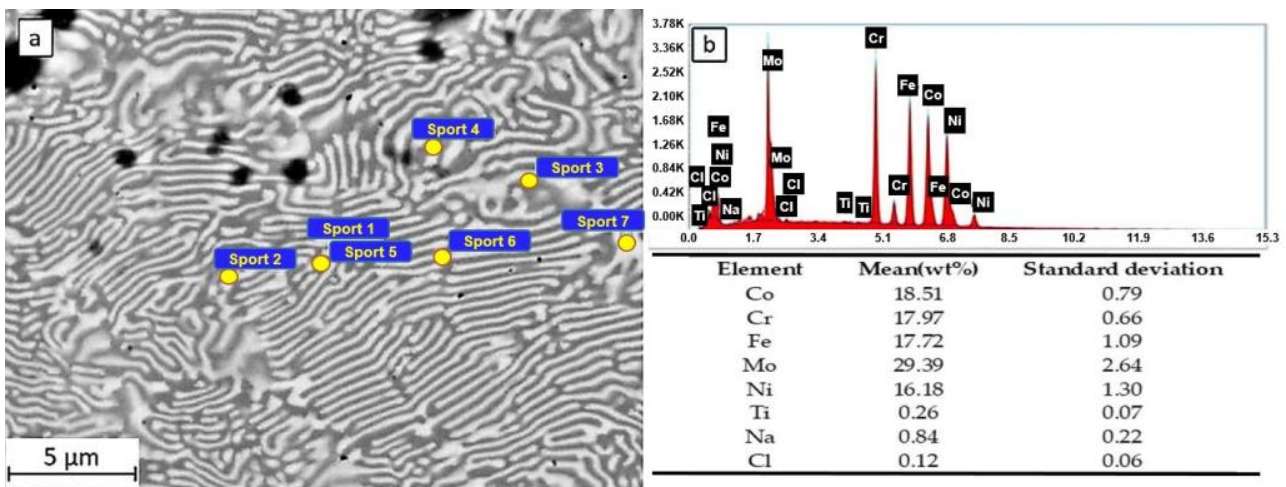 a
Sport 4
Sport 3
Sport 1
Sport 7
Sport 2
Sport 5
Sport 6
5 µm
b
3.78K
3.36K
2.52K
2.10K
1.68K
1.26K
0.84K
0.42K
0.00K
Cr
Mo
Fe
Co
Ni
Fe
Ni
Mo
Cl
Co
Cl
Cl
Cr
Fe
Co
Ni
Ti
Na
Cl
Ti
Ti
0.0 1.7 3.4 5.1 6.8 8.5 10.2 11.9 13.6 15.3
Element Mean(wt%) Standard deviation
Co 18.51 0.79
Cr 17.97 0.66
Fe 17.72 1.09
Mo 29.39 2.64
Ni 16.18 1.30
Ti 0.26 0.07
Na 0.84 0.22
Cl 0.12 0.06